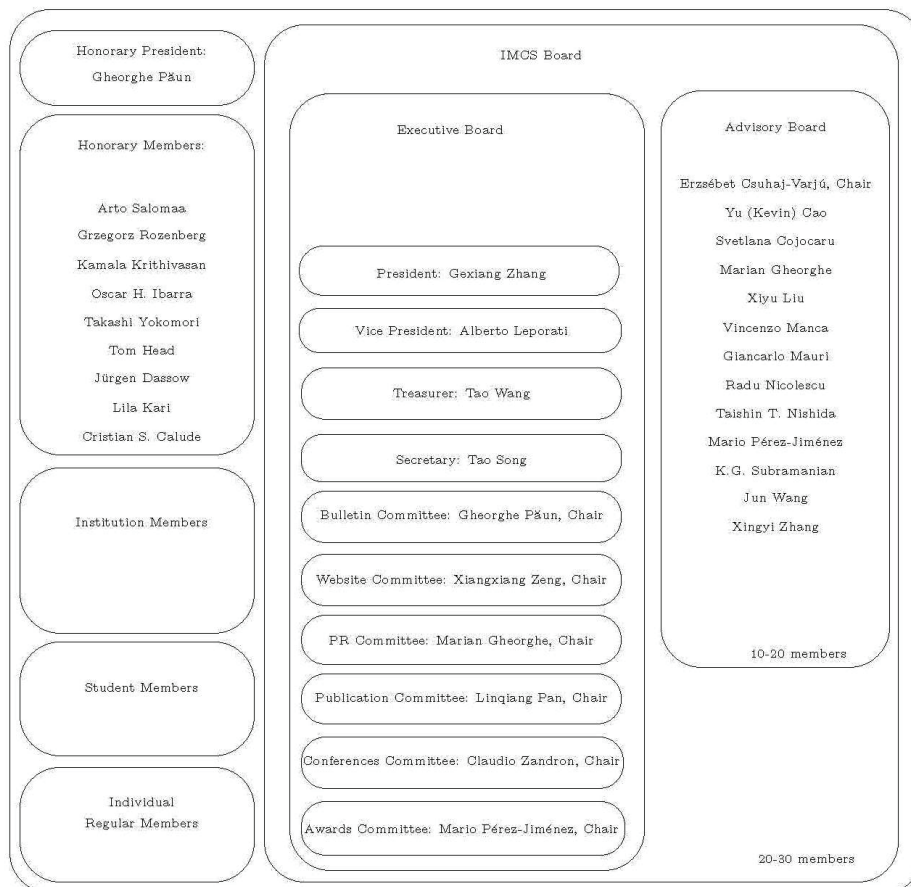 Honorary President:
Gheorghe Păun
Honorary Members:
Arto Salomaa
Grzegorz Rozenberg
Kamala Krithivasan
Oscar H. Ibarra
Takashi Yokomori
Tom Head
Jürgen Dassow
Lila Kari
Cristian S. Calude
Institution Members
Student Members
Individual
Regular Members
IMCS Board
Executive Board
President: Gexiang Zhang
Vice President: Alberto Leporati
Treasurer: Tao Wang
Secretary: Tao Song
Bulletin Committee: Gheorghe Păun, Chair
Website Committee: Xiangxiang Zeng, Chair
PR Committee: Marian Gheorghe, Chair
Publication Committee: Linqiang Pan, Chair
Conferences Committee: Claudio Zandron, Chair
Awards Committee: Mario Pérez-Jiménez, Chair
Advisory Board
Erzsébet Csuhaj-Varjú, Chair
Yu (Kevin) Cao
Svetlana Cojocaru
Marian Gheorghe
Xiyu Liu
Vincenzo Manca
Giancarlo Mauri
Radu Nicolescu
Taishin T. Nishida
Mario Pérez-Jiménez
K.G. Subramanian
Jun Wang
Xingyi Zhang
10-20 members
20-30 members